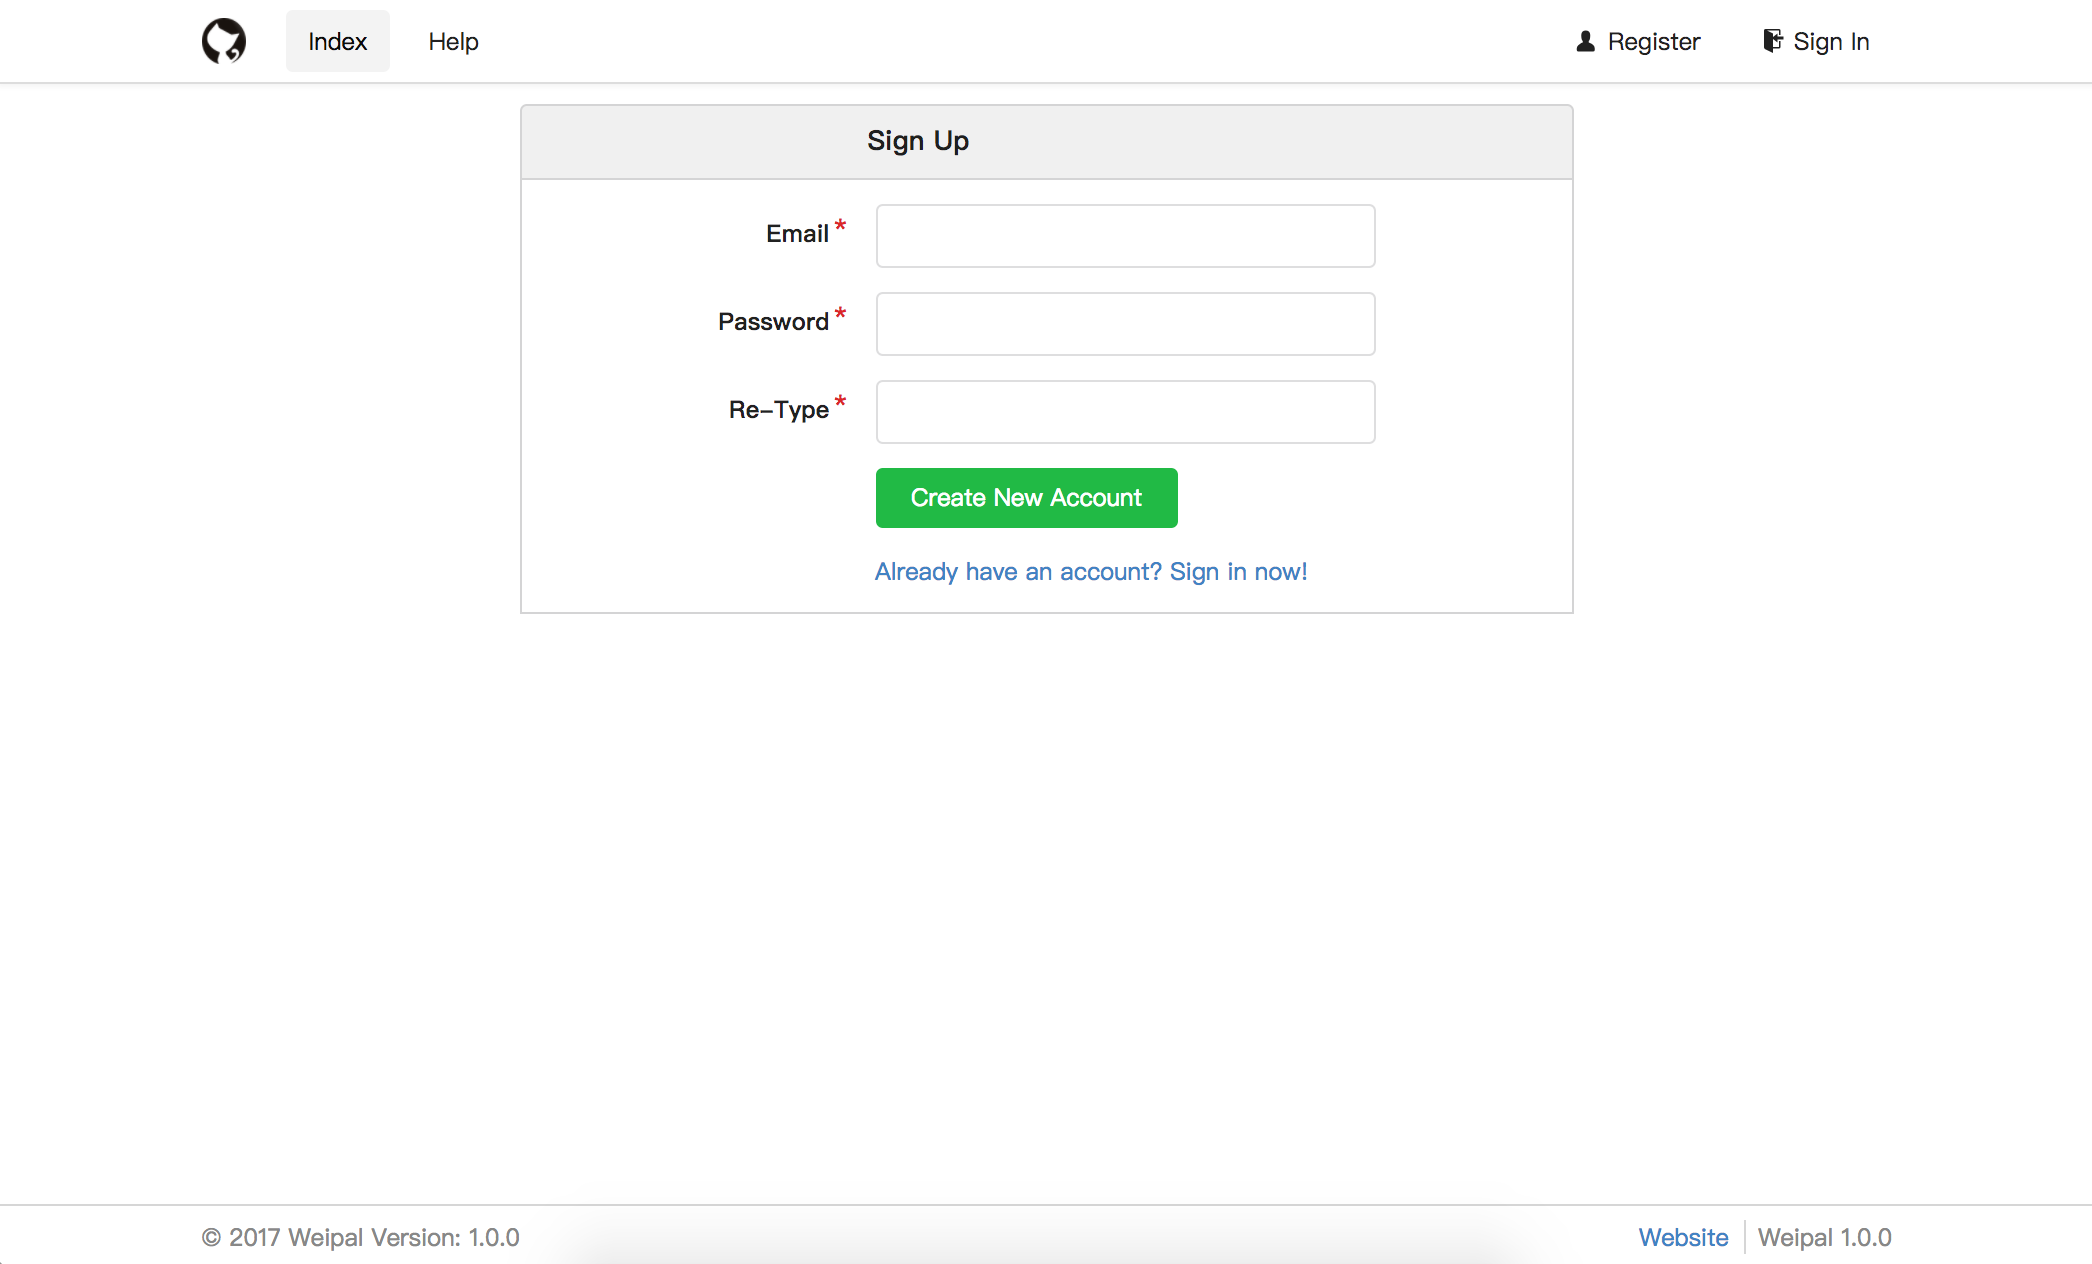 Index Help Register Sign In
Sign Up
Email *
Password *
Re-Type *
Create New Account
Already have an account? Sign in now!
© 2017 Weipal Version: 1.0.0 Website Weipal 1.0.0